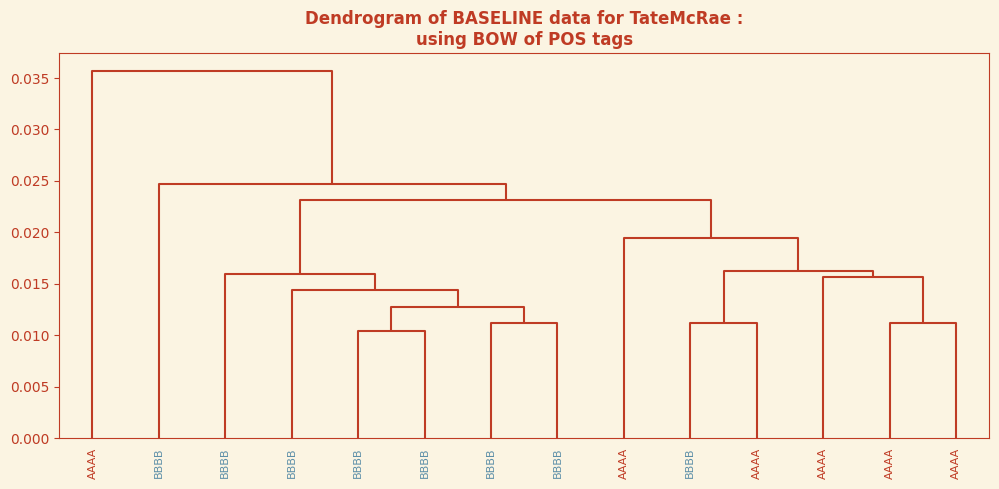 Dendrogram of BASELINE data for TateMcRae :
using BOW of POS tags
0.035
0.030
0.025
0.020
0.015
0.010
0.005
0.000
AAAA
BBBB
BBBB
BBBB
BBBB
BBBB
BBBB
BBBB
AAAA
BBBB
AAAA
AAAA
AAAA
AAAA